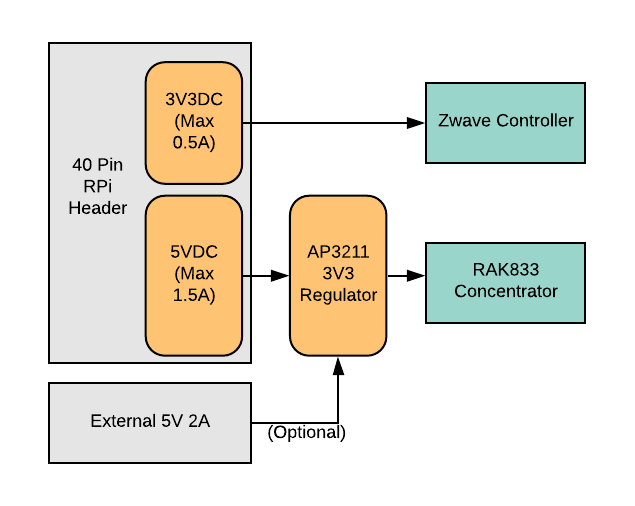 40 Pin
RPi
Header
3V3DC
(Max
0.5A)
Zwave Controller
5VDC
(Max
1.5A)
AP3211
3V3
Regulator
RAK833
Concentrator
External 5V 2A
(Optional)